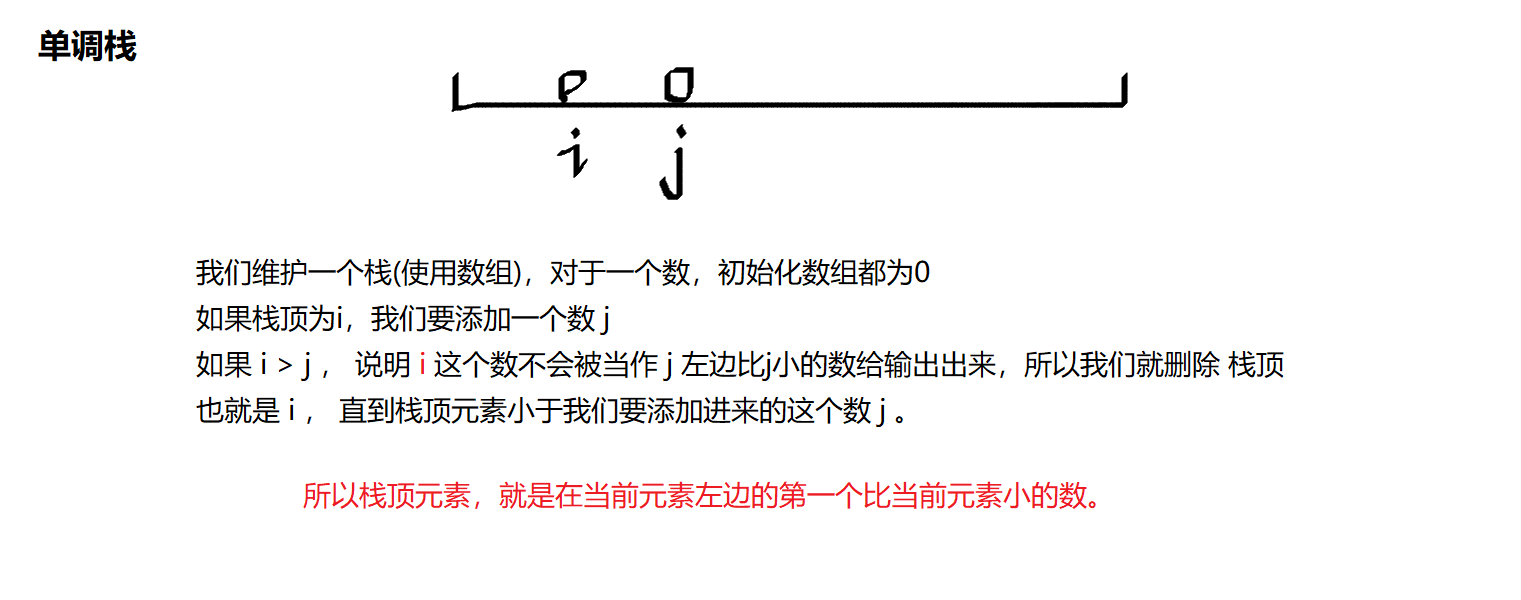 单调栈
i
j
我们维护一个栈(使用数组)，对于一个数，初始化数组都为0
如果栈顶为i，我们要添加一个数 j
如果 i > j ， 说明 i 这个数不会被当作 j 左边比j小的数给输出出来，所以我们就删除 栈顶
也就是 i ， 直到栈顶元素小于我们要添加进来的这个数 j 。
所以栈顶元素，就是在当前元素左边的第一个比当前元素小的数。